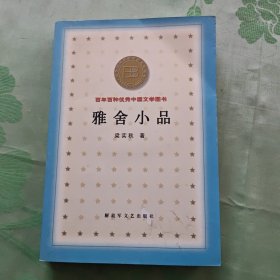 百年百种优秀中国文学图书
雅舍小品
梁实秋 著
解放军文艺出版社